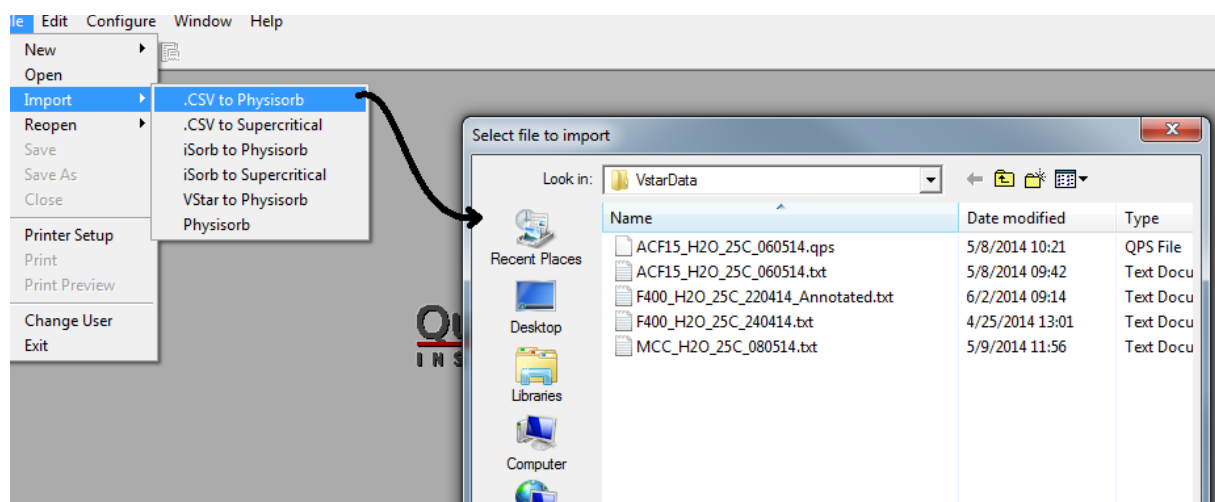 le Edit Configure Window Help
New
Open
Import
Reopen
Save
Save As
Close
Printer Setup
Print
Print Preview
Change User
Exit
.CSV to Physisorb
.CSV to Supercritical
iSorb to Physisorb
iSorb to Supercritical
VStar to Physisorb
Physisorb
Qu
INS
Select file to import
Look in: VstarData
Recent Places
Desktop
Libraries
Computer
Name Date modified Type
ACF15_H2O_25C_060514.qps 5/8/2014 10:21 QPS File
ACF15_H2O_25C_060514.txt 5/8/2014 09:42 Text Docu
F400_H2O_25C_220414_Annotated.txt 6/2/2014 09:14 Text Docu
F400_H2O_25C_240414.txt 4/25/2014 13:01 Text Docu
MCC_H2O_25C_080514.txt 5/9/2014 11:56 Text Docu